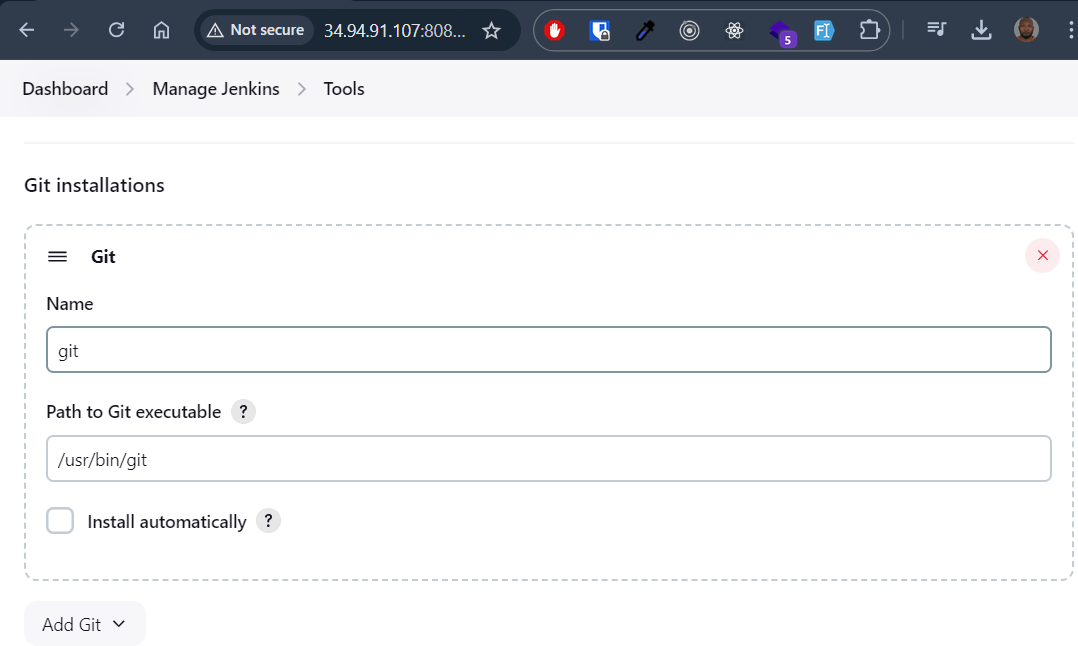 Not secure 34.94.91.107:808...
5
FI
Dashboard > Manage Jenkins > Tools
Git installations
Git
Name
git
Path to Git executable ?
/usr/bin/git
Install automatically ?
Add Git